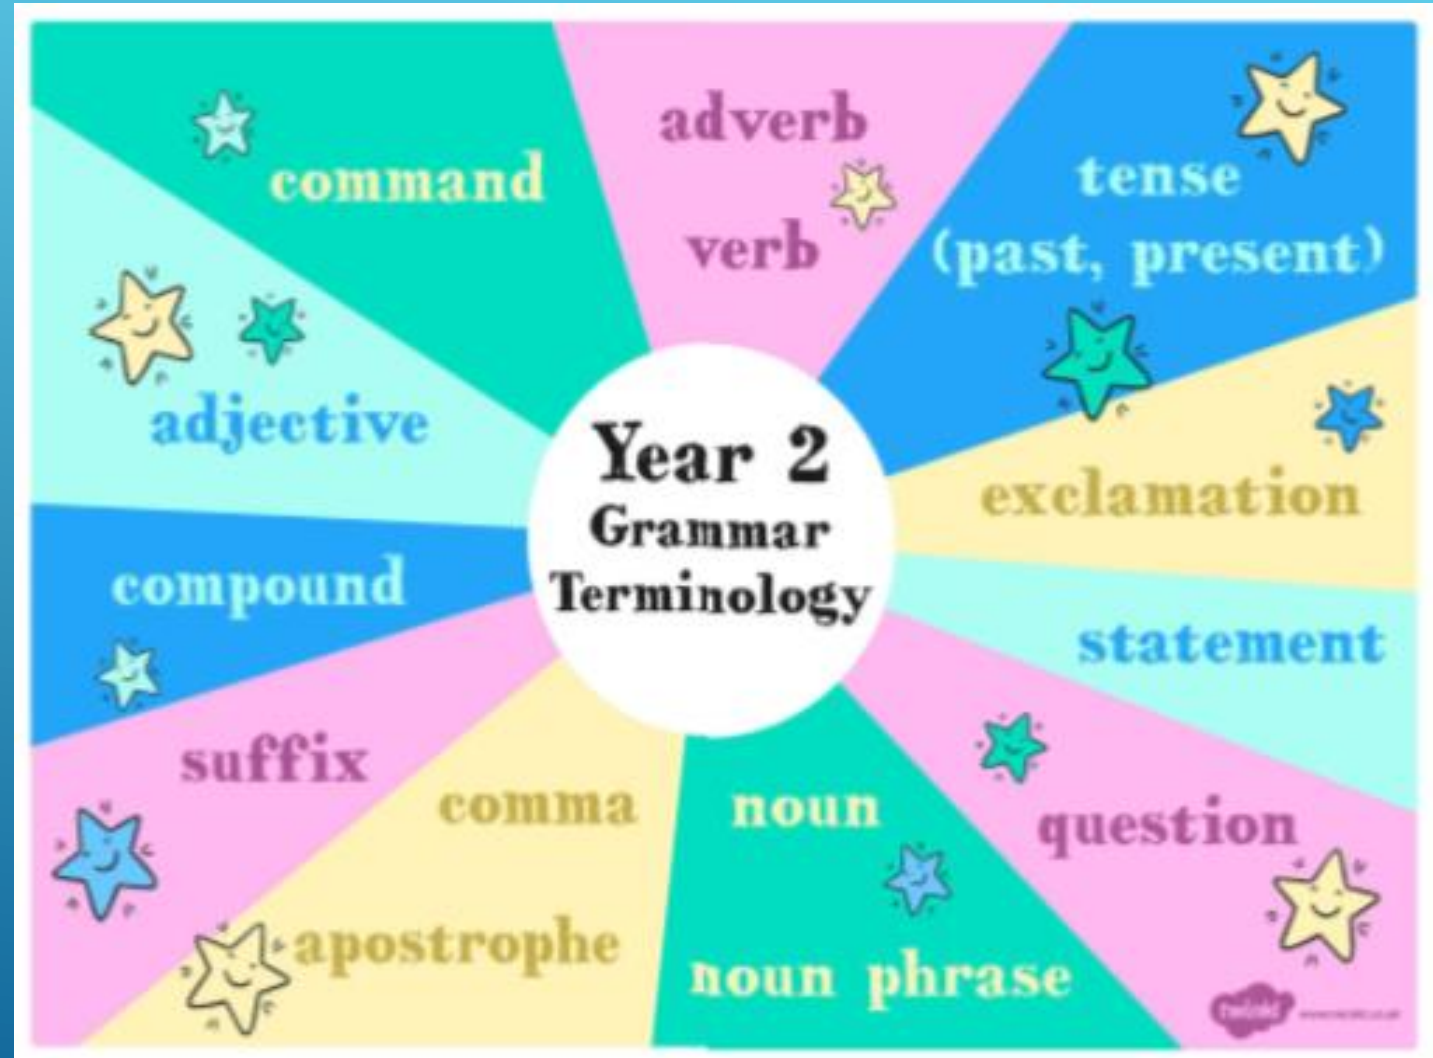 command
adverb
verb
tense
(past, present)
adjective
Year 2
Grammar
Terminology
exclamation
compound
statement
suffix
comma
apostrophe
noun
noun phrase
question
twinkl